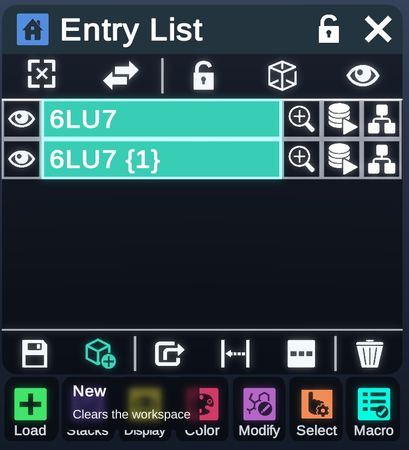 Entry List
6LU7
6LU7 {1}
New
Clears the workspace
Load
Stacks
Display
Color
Modify
Select
Macro